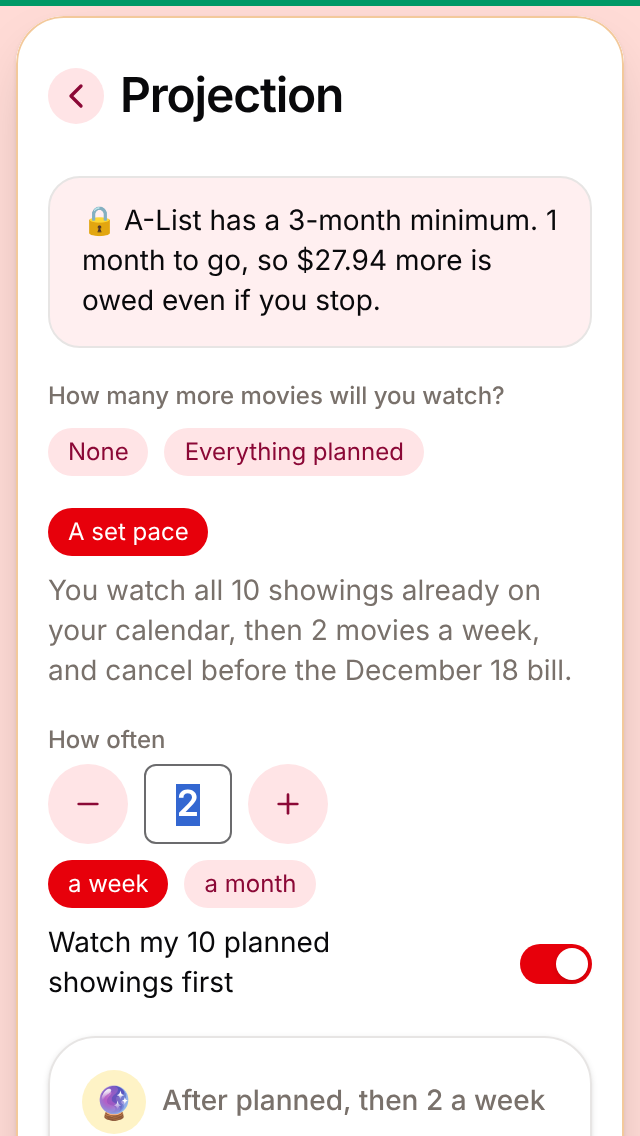 Projection
🔒 A-List has a 3-month minimum. 1
month to go, so $27.94 more is
owed even if you stop.
How many more movies will you watch?
None
Everything planned
A set pace
You watch all 10 showings already on
your calendar, then 2 movies a week,
and cancel before the December 18 bill.
How often
− 2 +
a week
a month
Watch my 10 planned
showings first
🔮 After planned, then 2 a week